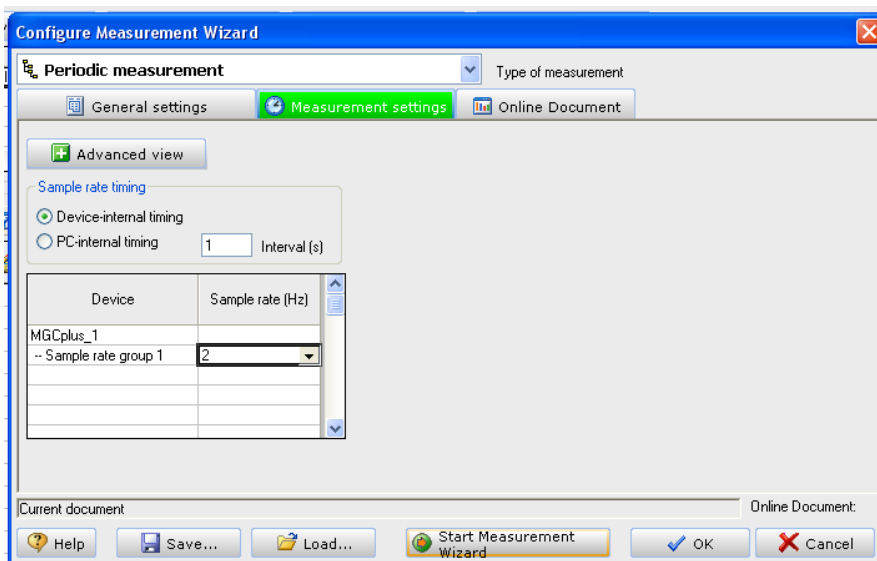 Configure Measurement Wizard
Periodic measurement
Type of measurement
General settings
Measurement settings
Online Document
Advanced view
Sample rate timing
Device-internal timing
PC-internal timing
1
Interval (s)
Device
Sample rate (Hz)
MGCplus_1
-- Sample rate group 1
2
Current document
Online Document:
Help
Save...
Load...
Start Measurement
Wizard
OK
Cancel